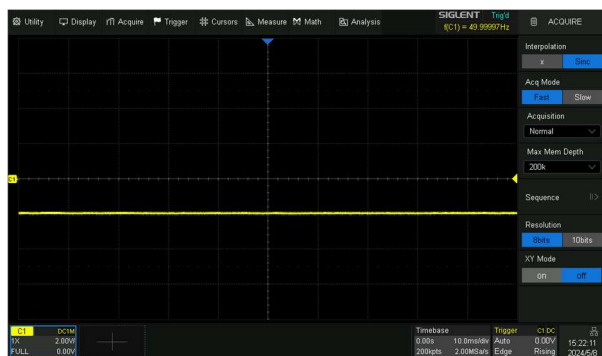 Utility Display Acquire Trigger Cursors Measure Math Analysis
SIGLENT Trig'd
f(C1) = 49.99997Hz
ACQUIRE
Interpolation
x Sinc
Acq Mode
Fast Slow
Acquisition
Normal
Max Mem Depth
200k
Sequence
Resolution
8bits 10bits
XY Mode
on off
C1
C1 DC1M
1X 2.00V/
FULL 0.00V
Timebase
0.00s 10.0ms/div
200kpts 2.00MSa/s
Trigger C1 DC
Auto 0.00V
Edge Rising
15:22:11
2024/5/8